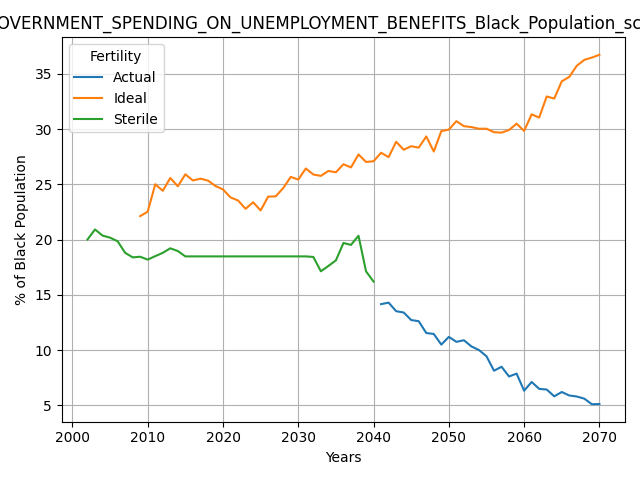 OVERNMENT_SPENDING_ON_UNEMPLOYMENT_BENEFITS_Black_Population_sc
Fertility
Actual
Ideal
Sterile
% of Black Population
35
30
25
20
15
10
5
2000 2010 2020 2030 2040 2050 2060 2070
Years